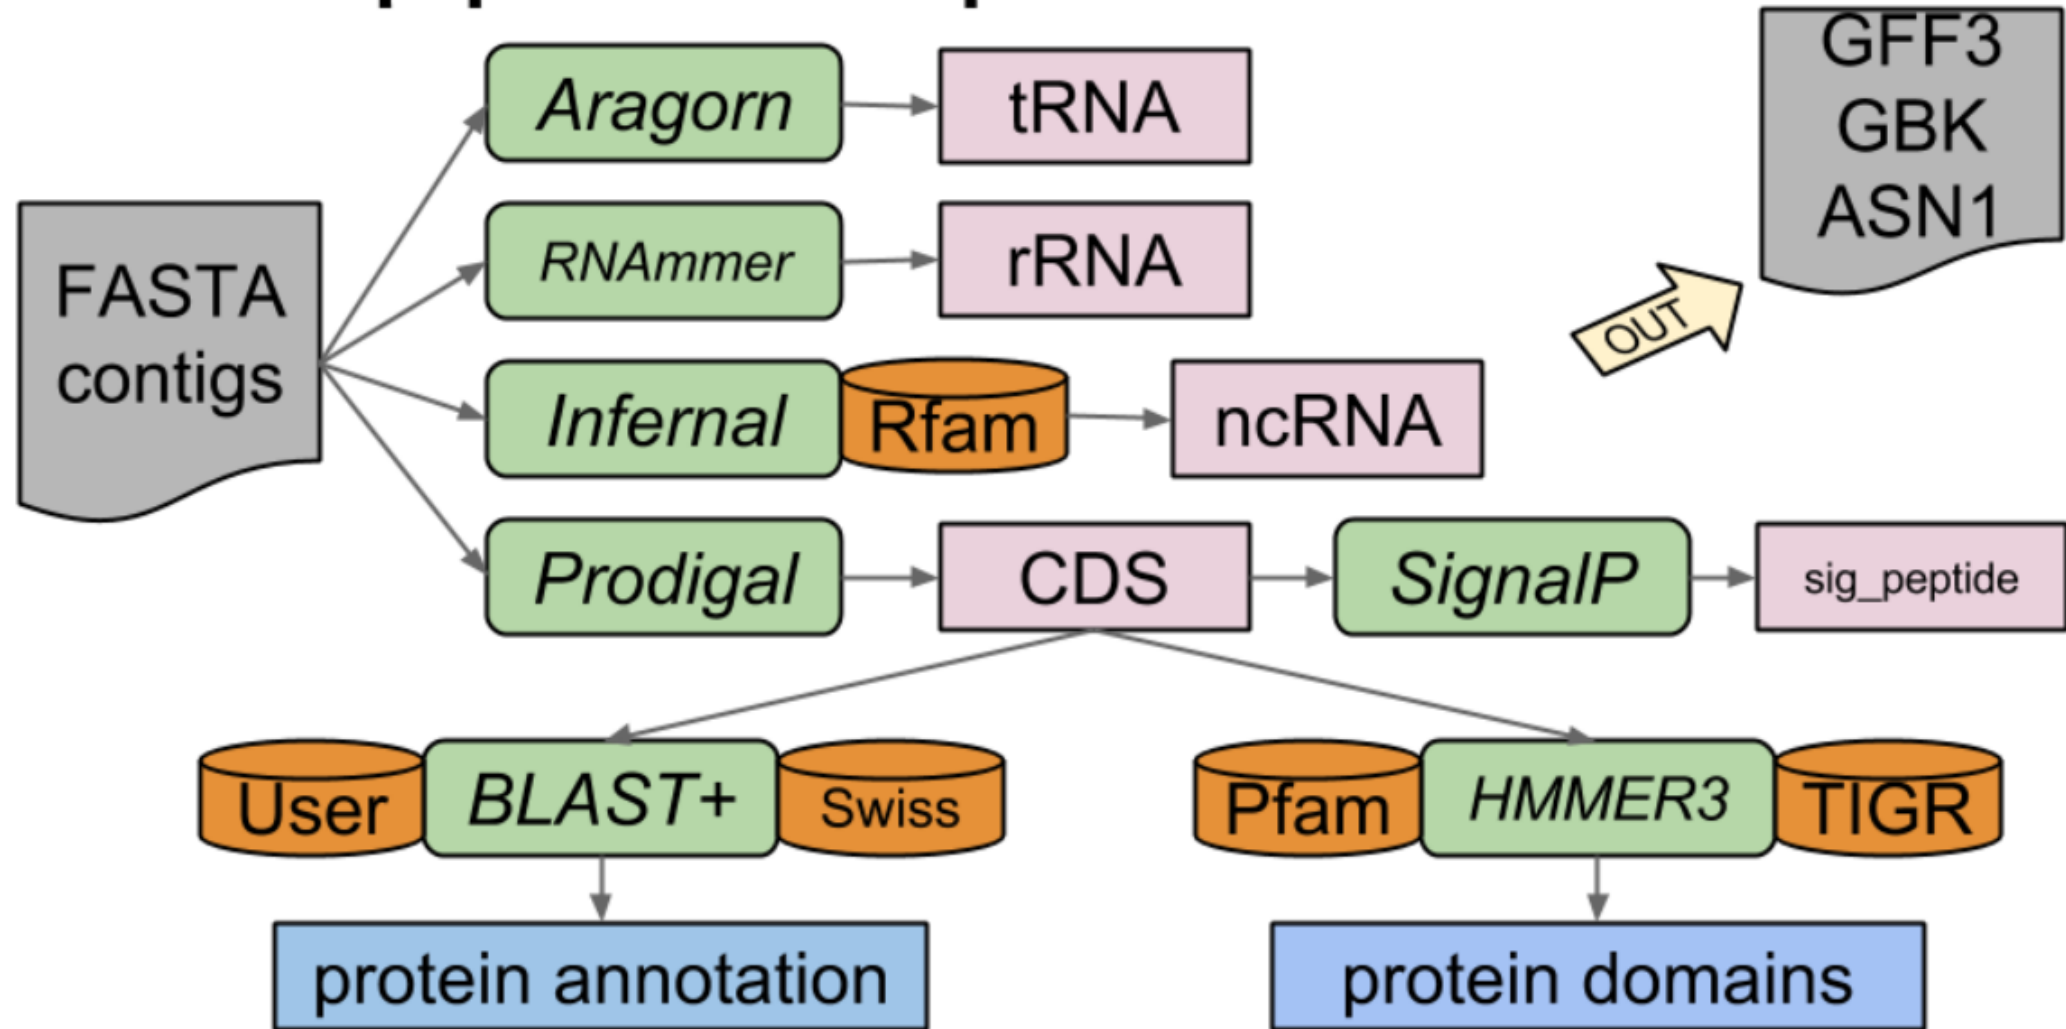 FASTA
contigs
Aragorn
tRNA
RNAmmer
rRNA
Infernal
Rfam
ncRNA
Prodigal
CDS
SignalP
sig_peptide
OUT
GFF3
GBK
ASN1
User
BLAST+
Swiss
Pfam
HMMER3
TIGR
protein annotation
protein domains